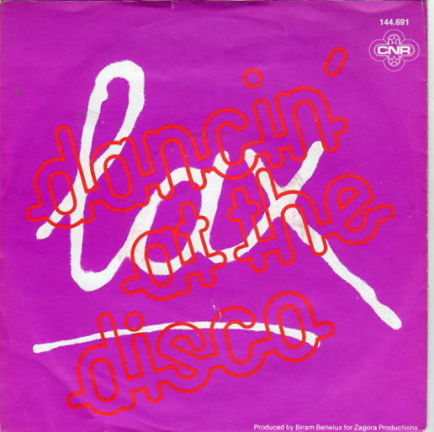 144.691
CNR
lax
dancin'
at the
disco
Produced by Biram Benelux for Zagora Productions